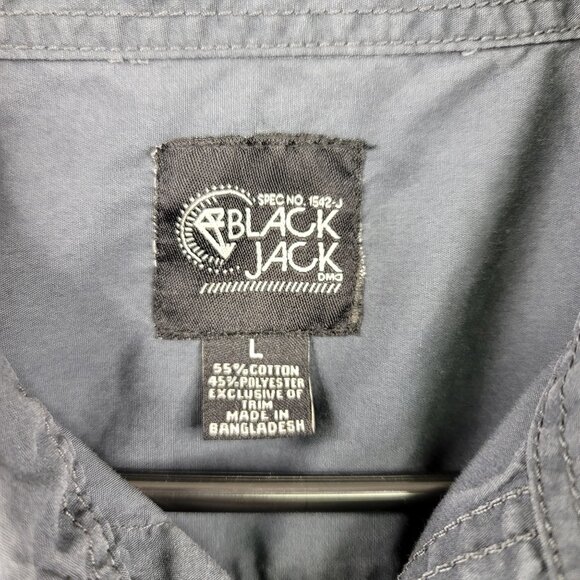 SPEC NO. 1542-J
BLACK
JACK
DMG
L
55% COTTON
45% POLYESTER
EXCLUSIVE OF
TRIM
MADE IN
BANGLADESH